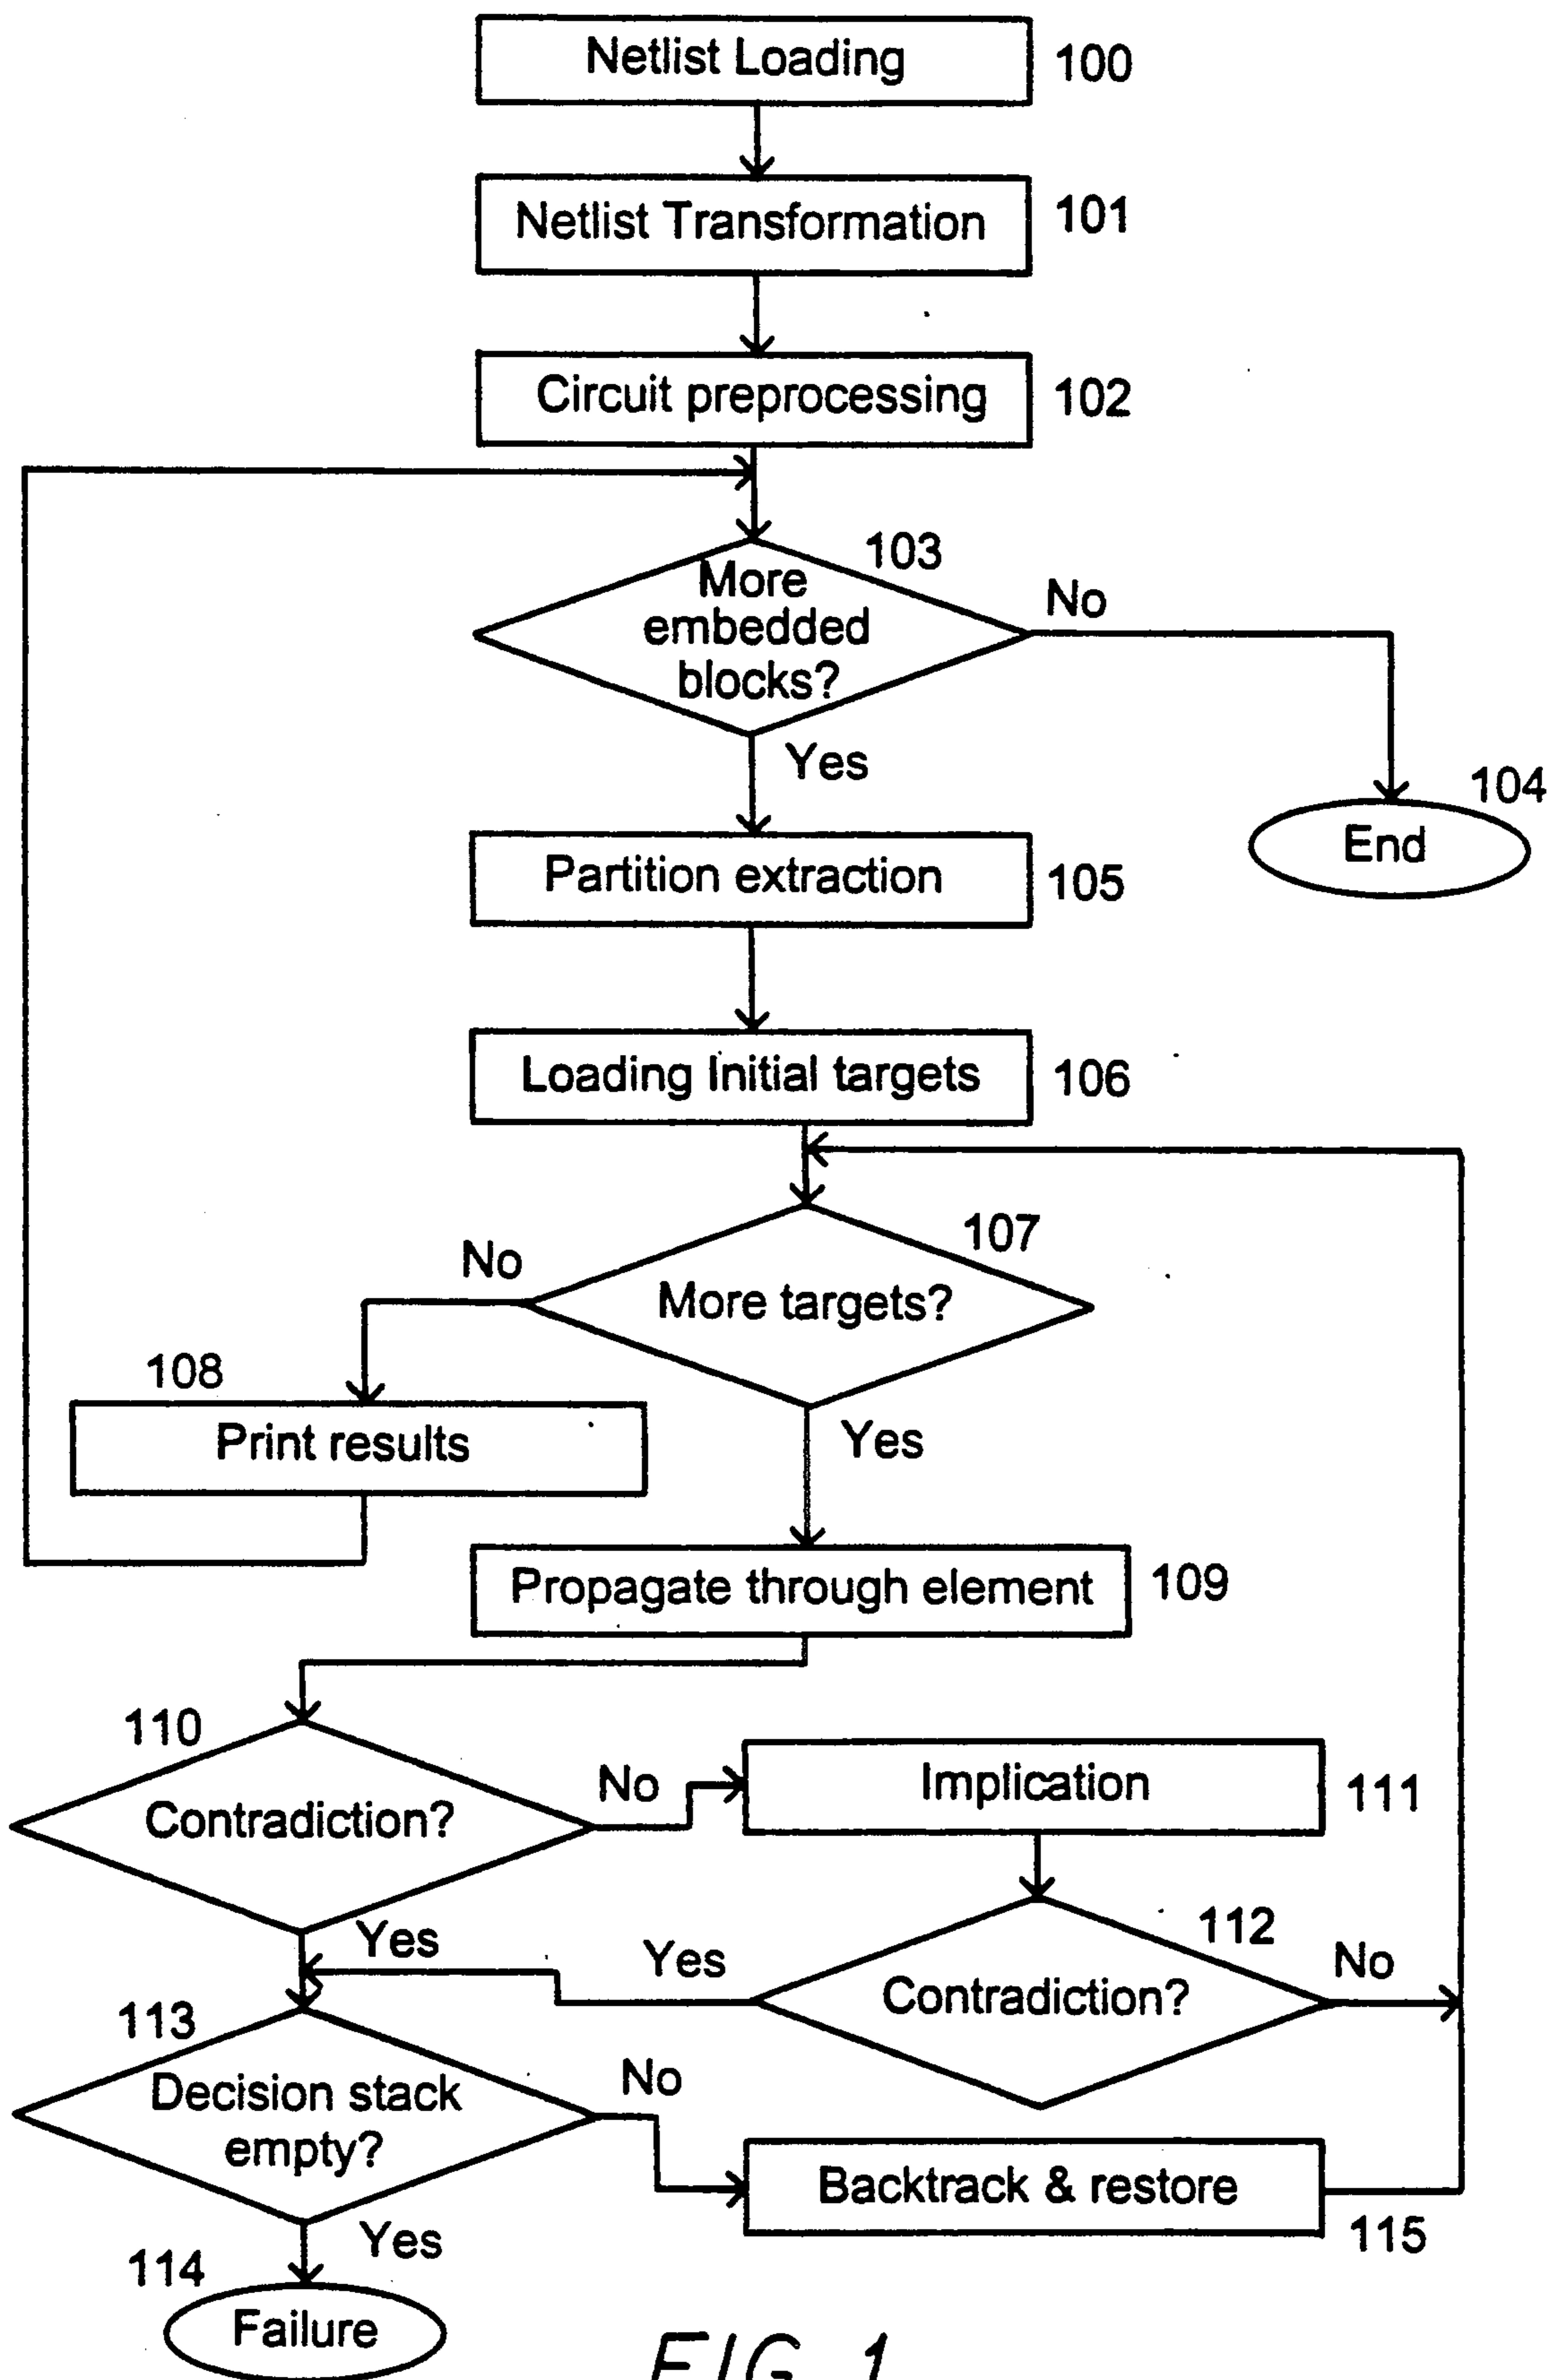 Netlist Loading 100
Netlist Transformation 101
Circuit preprocessing 102
103
More
embedded
blocks?
No
Yes
104
End
Partition extraction 105
Loading Initial targets 106
107
No
More targets?
108
Print results
Yes
Propagate through element 109
110
Contradiction?
No
Implication 111
Yes
112
Yes
Contradiction?
No
113
Decision stack
empty?
No
Backtrack & restore
115
Yes
114
Failure
FIG. 1